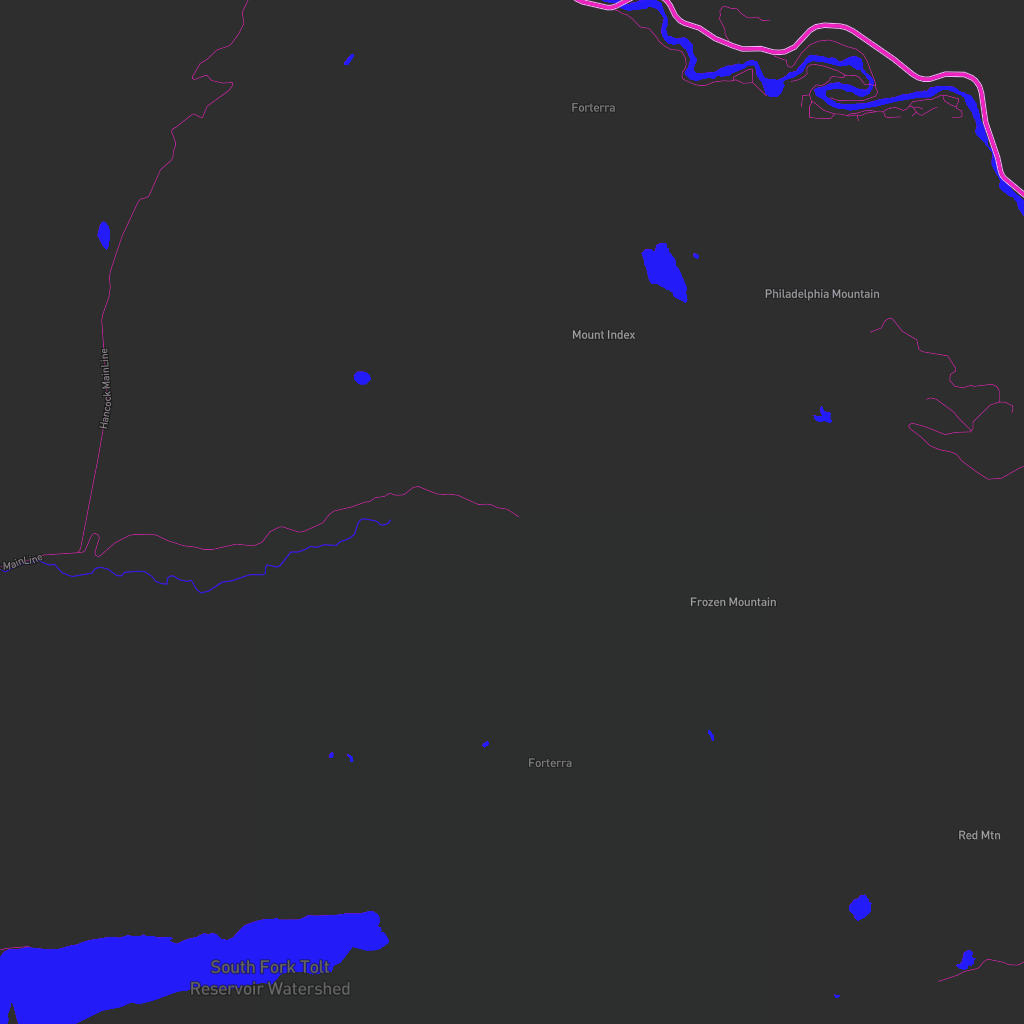 Forterra
Philadelphia Mountain
Mount Index
Hancock MainLine
MainLine
Frozen Mountain
Forterra
Red Mtn
South Fork Tolt
Reservoir Watershed